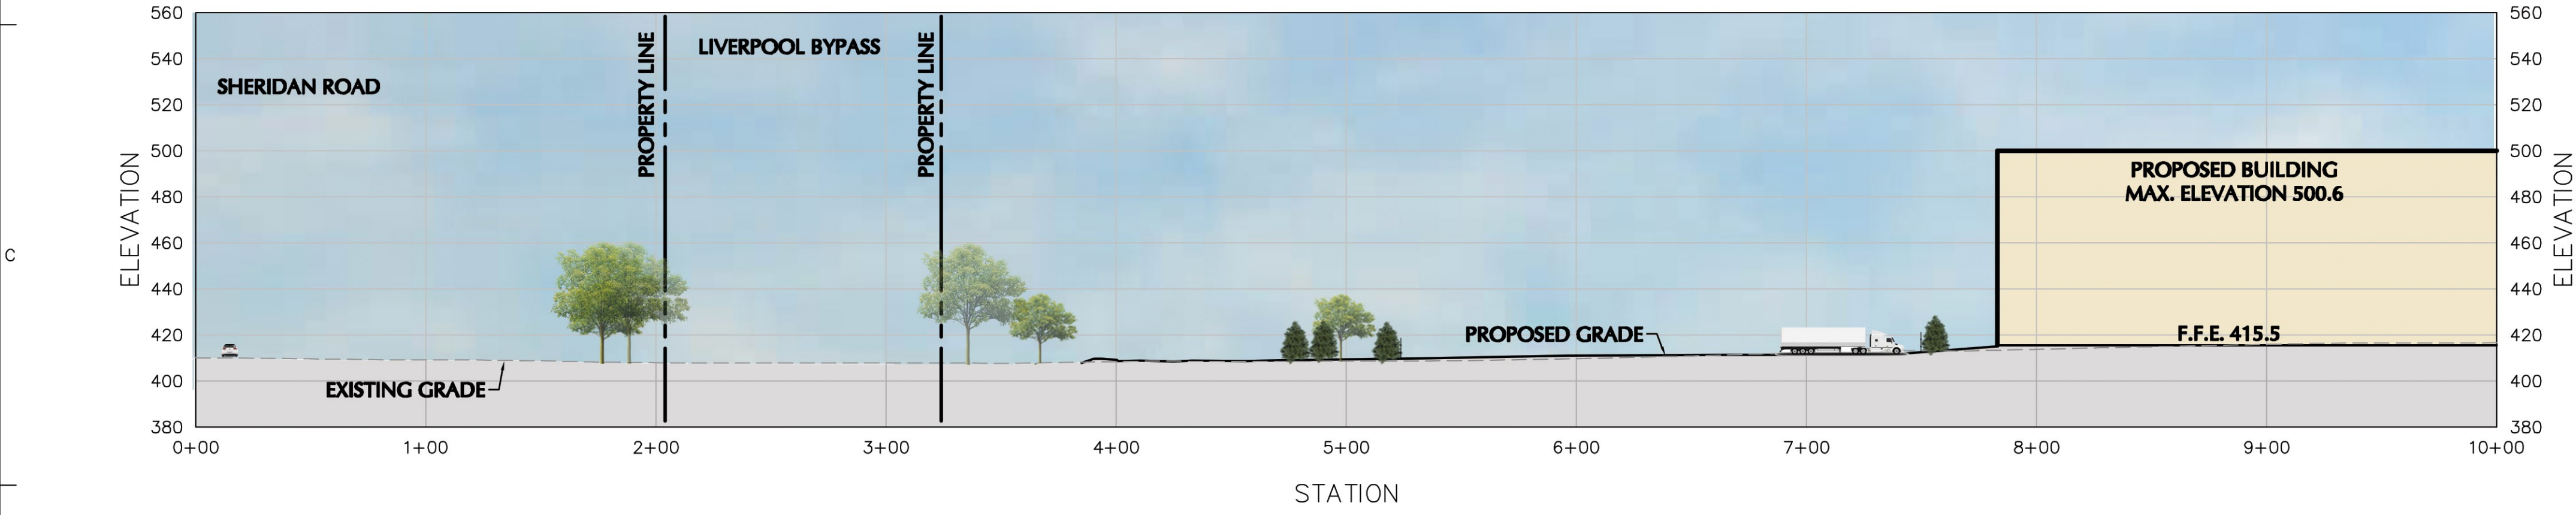 560
560
PROPERTY LINE
LIVERPOOL BYPASS
PROPERTY LINE
540
540
SHERIDAN ROAD
520
520
500
500
PROPOSED BUILDING
MAX. ELEVATION 500.6
480
480
ELEVATION
ELEVATION
C
460
460
440
440
420
PROPOSED GRADE
F.F.E. 415.5
420
EXISTING GRADE
400
400
380
380
0+00 1+00 2+00 3+00 4+00 5+00 6+00 7+00 8+00 9+00 10+00
STATION